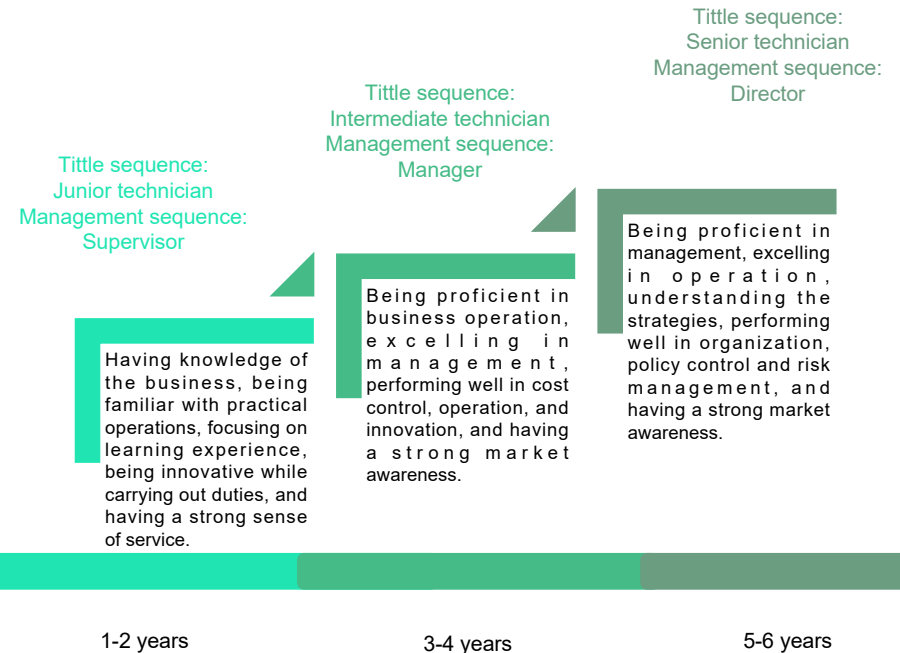 Tittle sequence:
Junior technician
Management sequence:
Supervisor
Having knowledge of
the business, being
familiar with practical
operations, focusing on
learning experience,
being innovative while
carrying out duties, and
having a strong sense
of service.
1-2 years
Tittle sequence:
Intermediate technician
Management sequence:
Manager
Being proficient in
business operation,
excelling in
management,
performing well in cost
control, operation, and
innovation, and having
a strong market
awareness.
3-4 years
Tittle sequence:
Senior technician
Management sequence:
Director
Being proficient in
management, excelling
in operation,
understanding the
strategies, performing
well in organization,
policy control and risk
management, and
having a strong market
awareness.
5-6 years